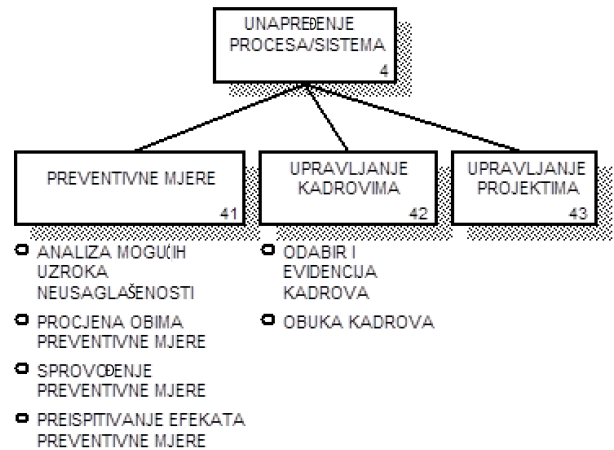 UNAPREĐENJE
PROCESA/SISTEMA
4
PREVENTIVNE MJERE
41
UPRAVLJANJE
KADROVIMA
42
UPRAVLJANJE
PROJEKTIMA
43
ANALIZA MOGUĆIH
UZROKA
NEUSAGLAŠENOSTI
PROCJENA OBIMA
PREVENTIVNE MJERE
SPROVOĐENJE
PREVENTIVNE MJERE
PREISPITIVANJE EFEKATA
PREVENTIVNE MJERE
ODABIR I
EVIDENCIJA
KADROVA
OBUKA KADROVA